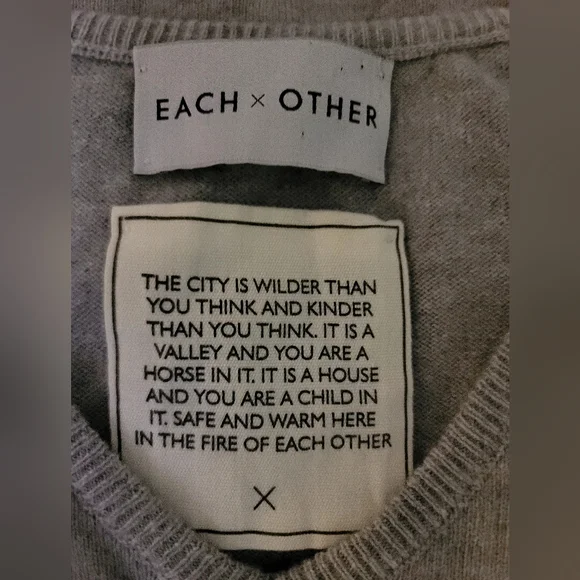 EACH × OTHER
THE CITY IS WILDER THAN
YOU THINK AND KINDER
THAN YOU THINK. IT IS A
VALLEY AND YOU ARE A
HORSE IN IT. IT IS A HOUSE
AND YOU ARE A CHILD IN
IT. SAFE AND WARM HERE
IN THE FIRE OF EACH OTHER
×